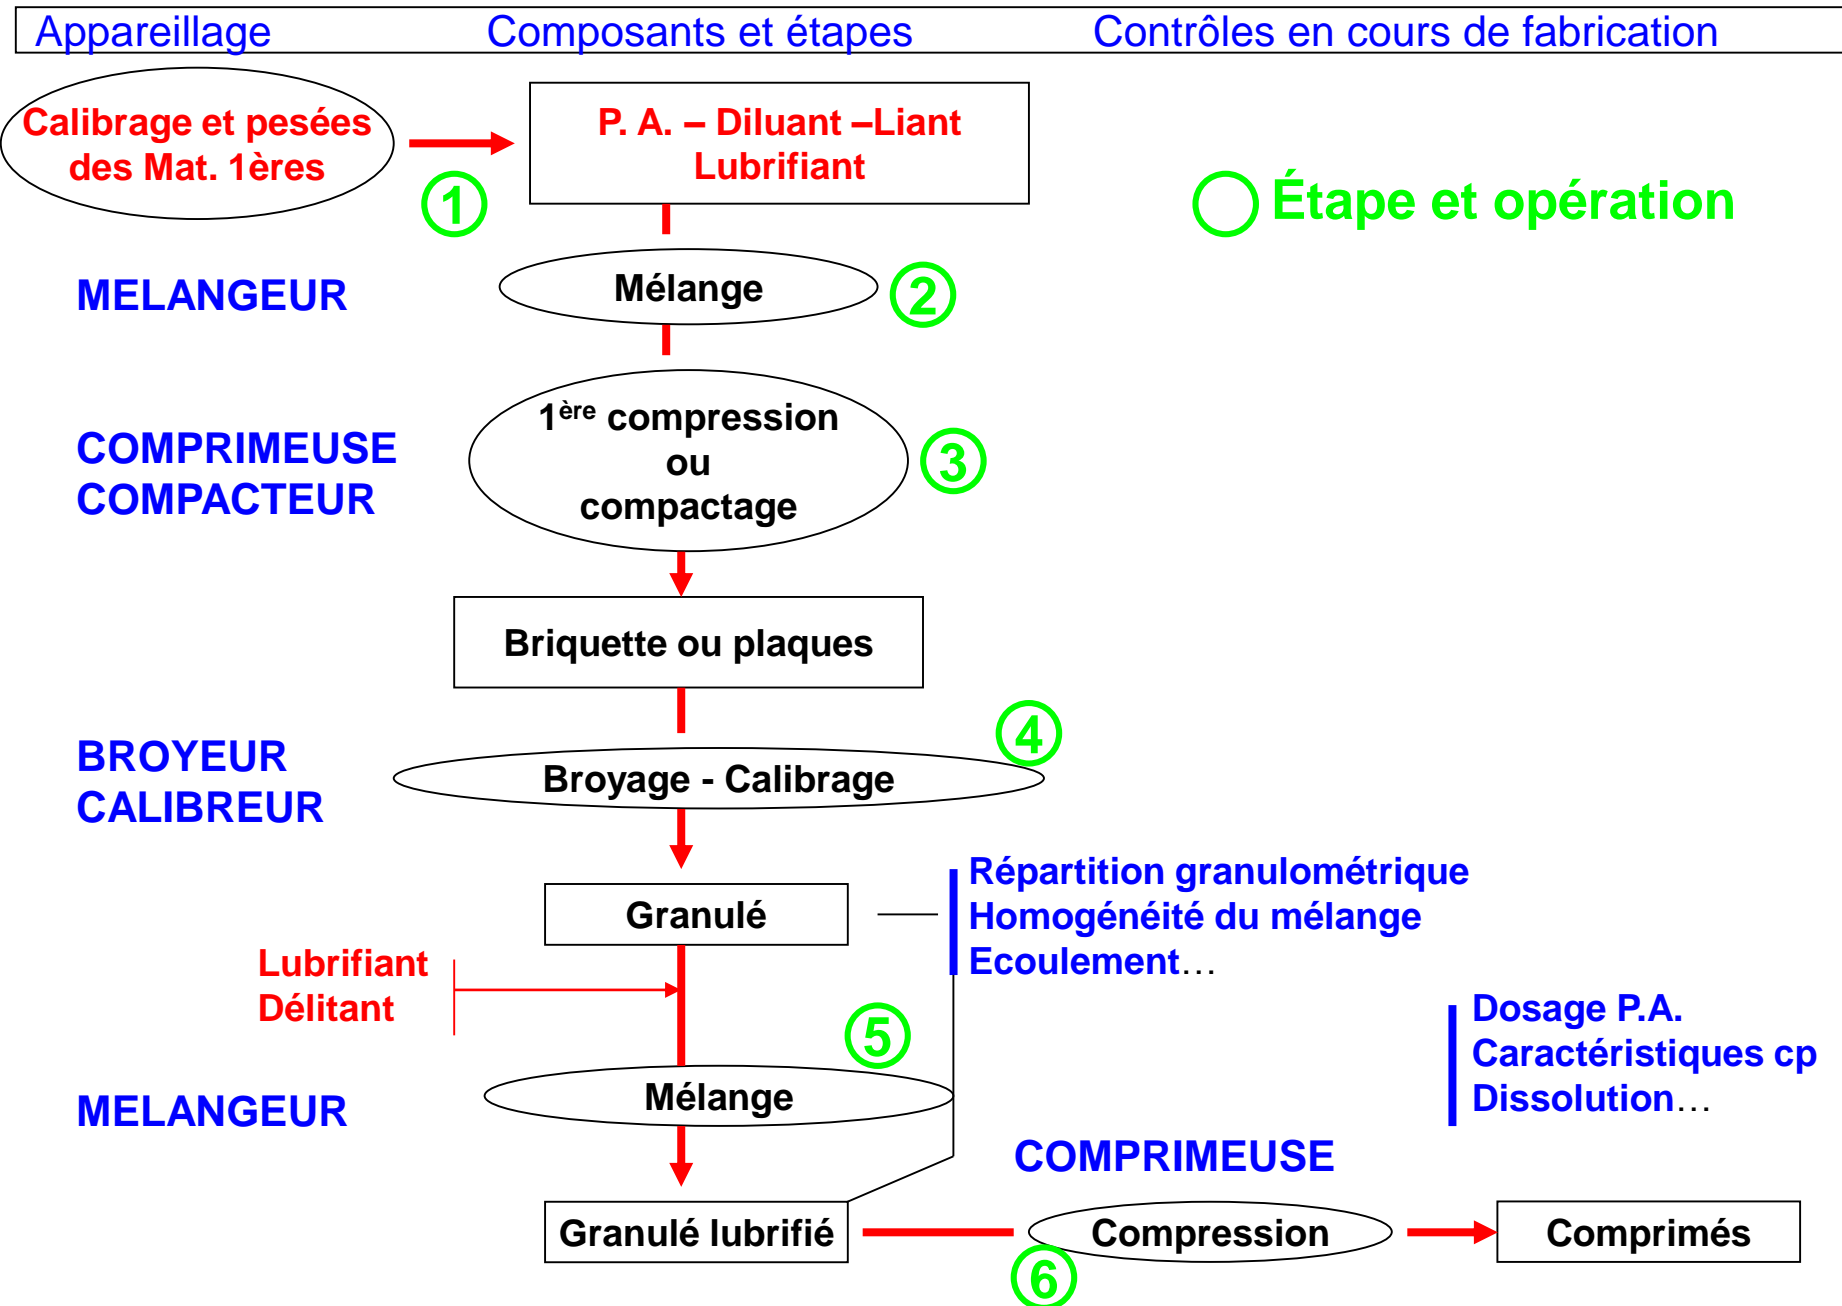 Appareillage Composants et étapes Contrôles en cours de fabrication
Calibrage et pesées
des Mat. 1ères
P. A. – Diluant –Liant
Lubrifiant
1
Étape et opération
MELANGEUR
Mélange
2
COMPRIMEUSE
COMPACTEUR
1ère compression
ou
compactage
3
Briquette ou plaques
BROYEUR
CALIBREUR
4
Broyage - Calibrage
Granulé
Répartition granulométrique
Homogénéité du mélange
Ecoulement…
Lubrifiant
Délitant
Dosage P.A.
Caractéristiques cp
Dissolution…
5
MELANGEUR
Mélange
COMPRIMEUSE
Granulé lubrifié
Compression
6
Comprimés